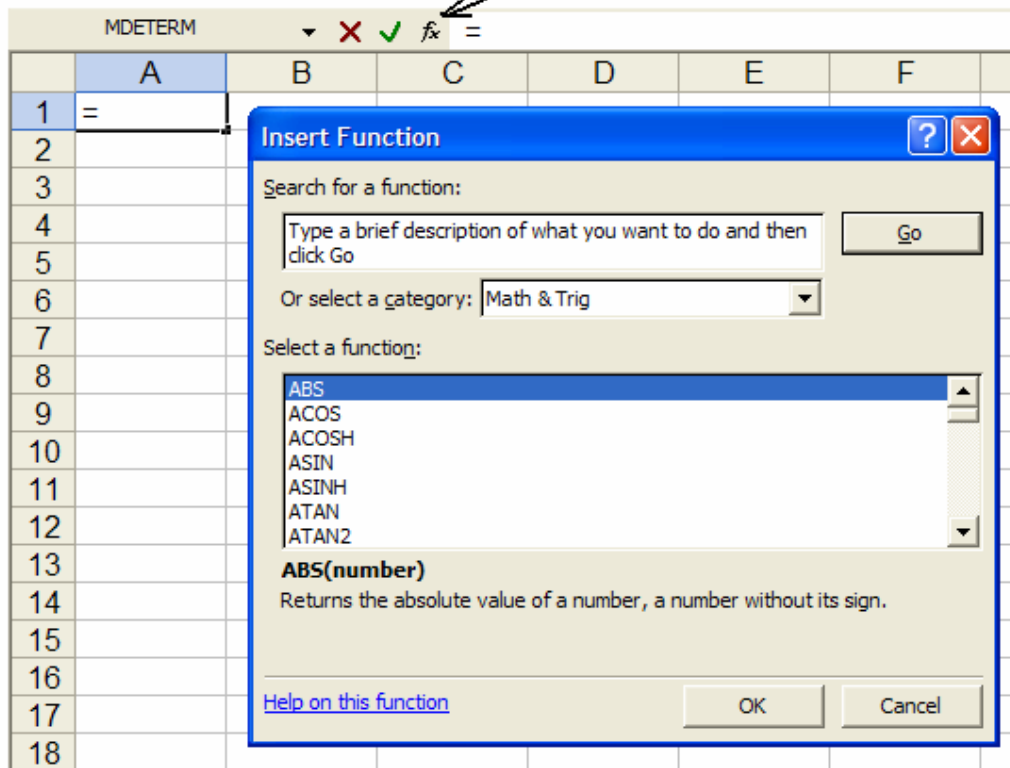 MDETERM fx =
A B C D E F
1 =
2
3
4
5
6
7
8
9
10
11
12
13
14
15
16
17
18
Insert Function ?
Search for a function:
Type a brief description of what you want to do and then
click Go
Go
Or select a category: Math & Trig
Select a function:
ABS
ACOS
ACOSH
ASIN
ASINH
ATAN
ATAN2
ABS(number)
Returns the absolute value of a number, a number without its sign.
Help on this function
OK Cancel